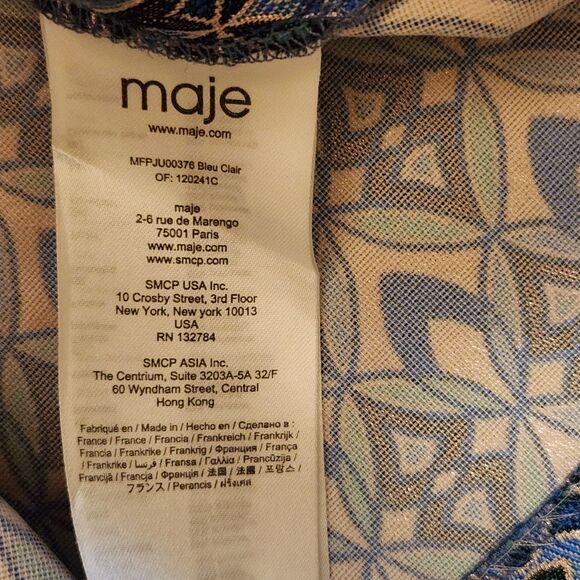 maje
www.maje.com
MFPJU00376 Bleu Clair
OF: 120241C
maje
2-6 rue de Marengo
75001 Paris
www.maje.com
www.smcp.com
SMCP USA Inc.
10 Crosby Street, 3rd Floor
New York, New york 10013
USA
RN 132784
SMCP ASIA Inc.
The Centrium, Suite 3203A-5A 32/F
60 Wyndham Street, Central
Hong Kong
Fabriqué en / Made in / Hecho en / Сделано в :
France / France / Francia / Frankreich / Frankrijk /
Francia / Frankrike / Frankrig / Франция / França
/ Frankrike / فرنسا / Fransa / Γαλλία / Prancūzija /
Francijā / Francja / Франція / 法国 / 法國 / 프랑스 /
フランス / Perancis / ฝรั่งเศส